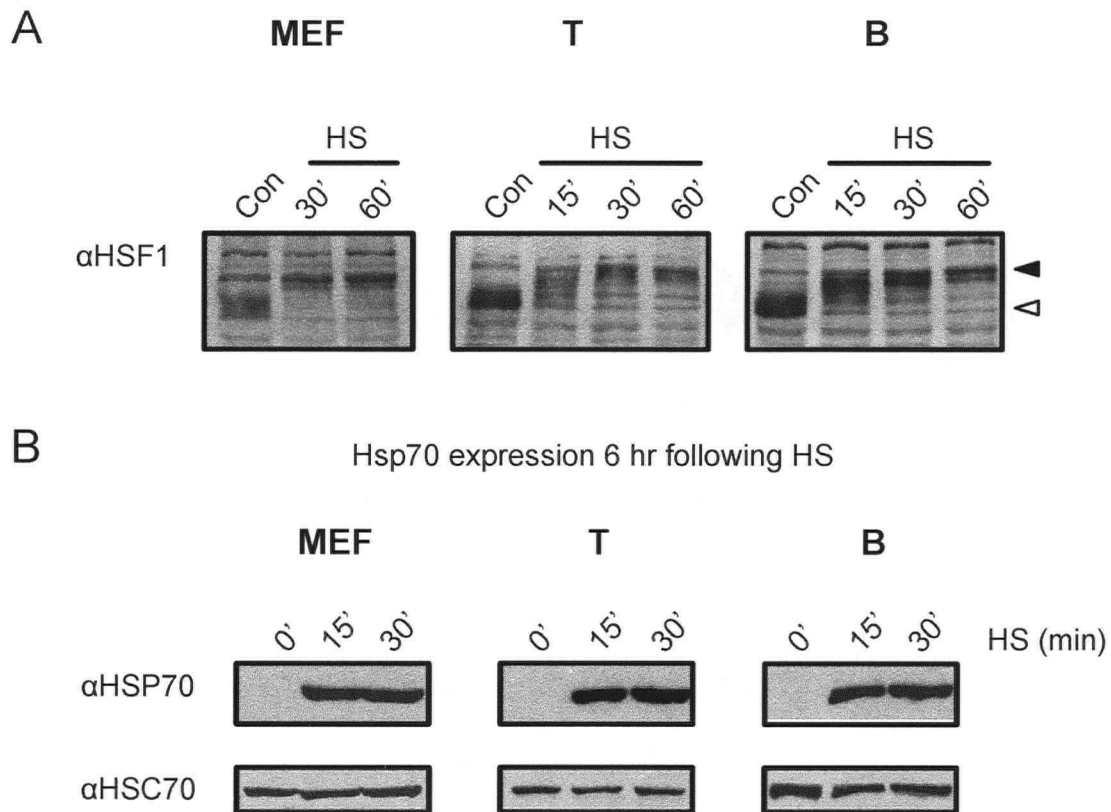 A
MEF T B
HS HS HS
Con 30’ 60’ Con 15’ 30’ 60’ Con 15’ 30’ 60’
αHSF1
B
Hsp70 expression 6 hr following HS
MEF T B
0’ 15’ 30’ 0’ 15’ 30’ 0’ 15’ 30’ HS (min)
αHSP70
αHSC70